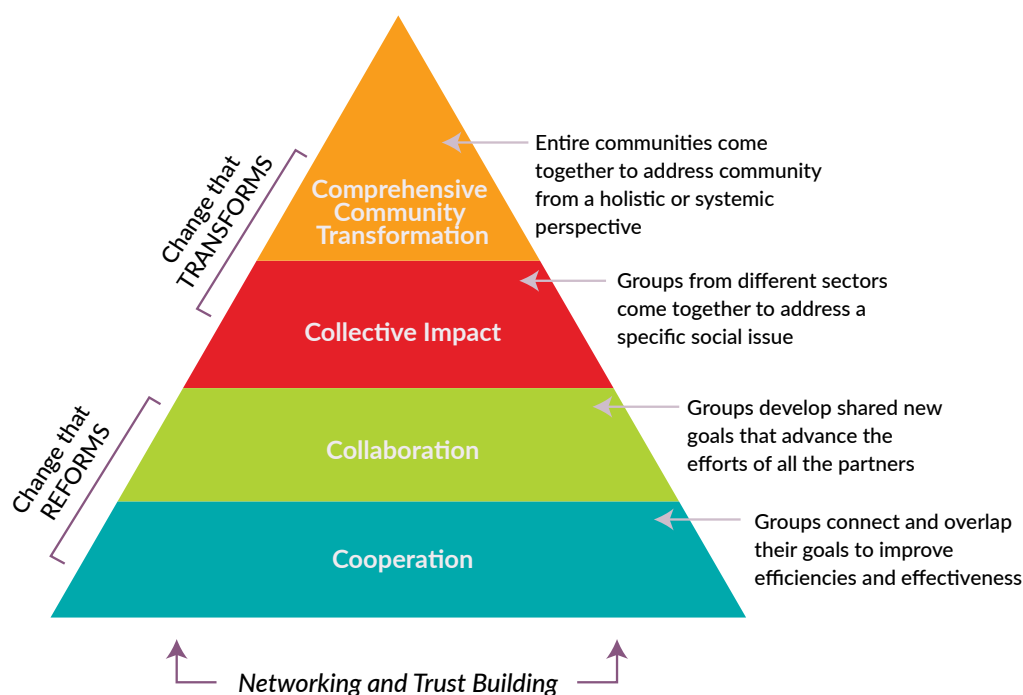 Entire communities come
together to address community
from a holistic or systemic
perspective
Change that
TRANSFORMS
Comprehensive
Community
Transformation
Groups from different sectors
come together to address a
specific social issue
Collective Impact
Change that
REFORMS
Groups develop shared new
goals that advance the
efforts of all the partners
Collaboration
Groups connect and overlap
their goals to improve
efficiencies and effectiveness
Cooperation
Networking and Trust Building